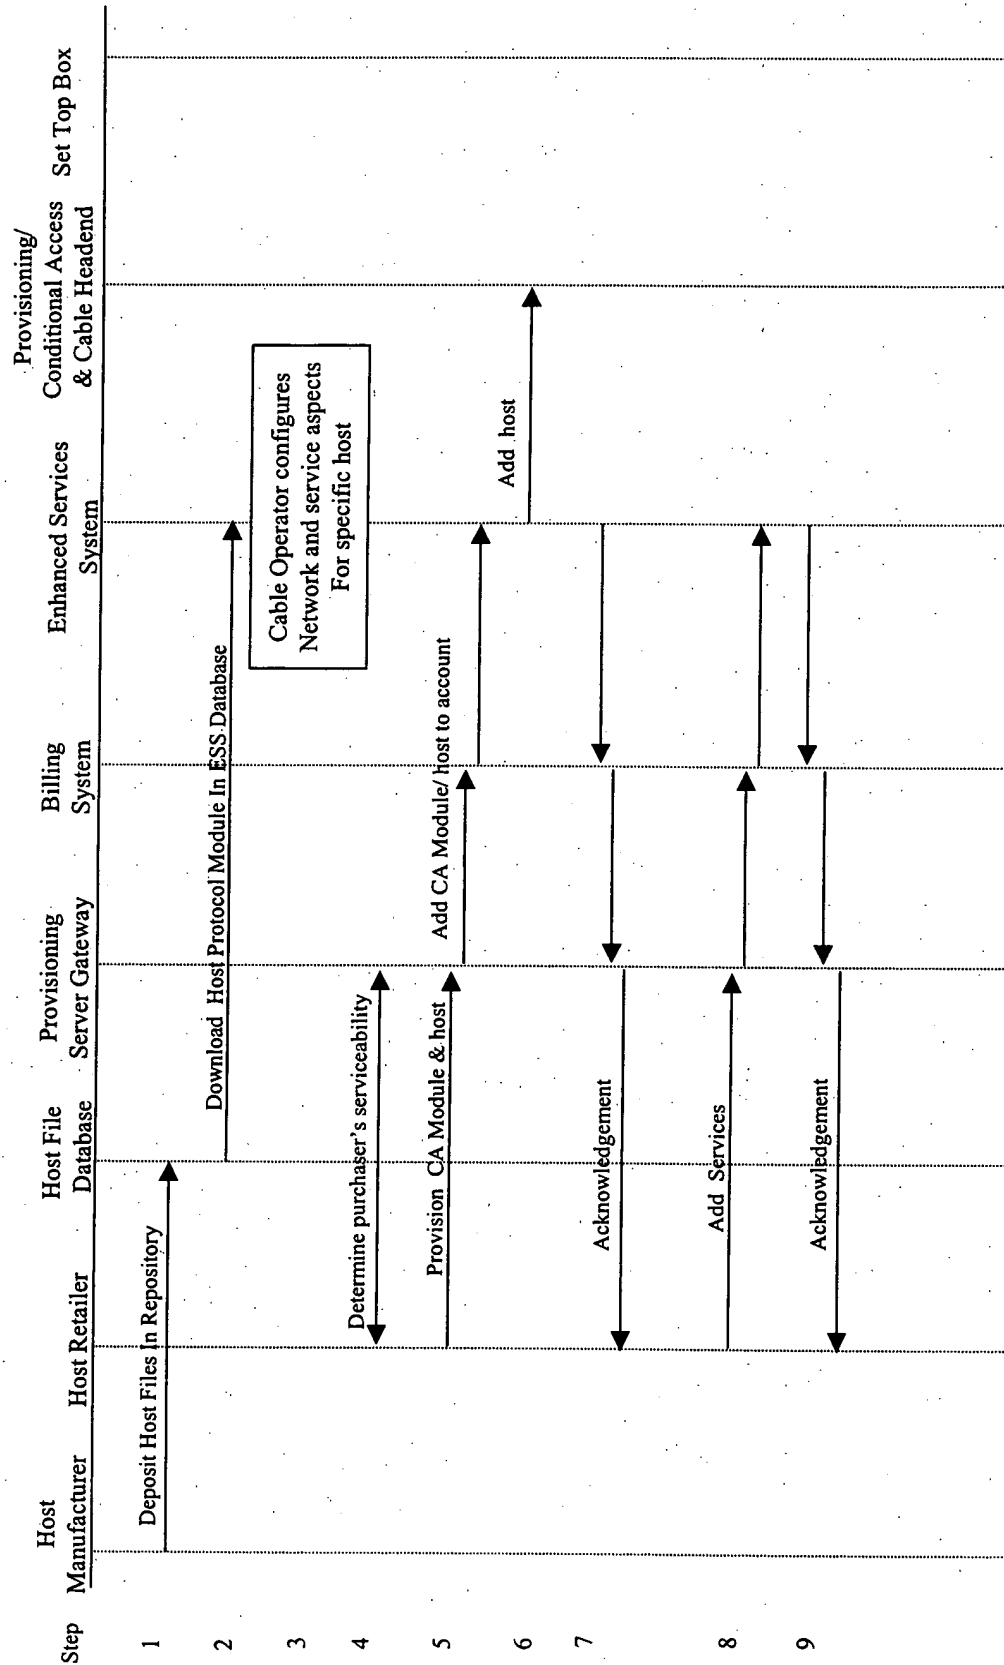 Step
Host
Manufacturer
Host Retailer
Host File
Database
Provisioning
Server Gateway
Billing
System
Enhanced Services
System
Provisioning/
Conditional Access
& Cable Headend
Set Top Box
1
Deposit Host Files In Repository
2
Download Host Protocol Module In ESS Database
3
Cable Operator configures
Network and service aspects
For specific host
4
Determine purchaser's serviceability
5
Provision CA Module & host
Add CA Module/ host to account
6
Add host
7
Acknowledgement
8
Add Services
9
Acknowledgement